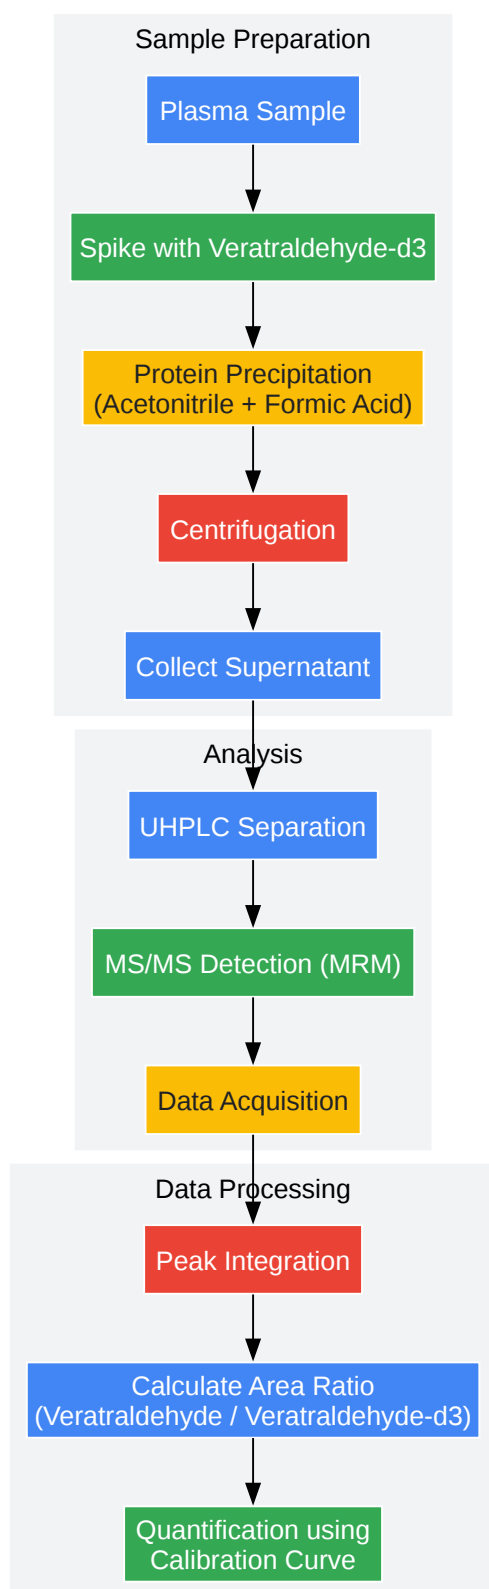 Sample Preparation
Plasma Sample
Spike with Veratraldehyde-d3
Protein Precipitation
(Acetonitrile + Formic Acid)
Centrifugation
Collect Supernatant
Analysis
UHPLC Separation
MS/MS Detection (MRM)
Data Acquisition
Data Processing
Peak Integration
Calculate Area Ratio
(Veratraldehyde / Veratraldehyde-d3)
Quantification using
Calibration Curve